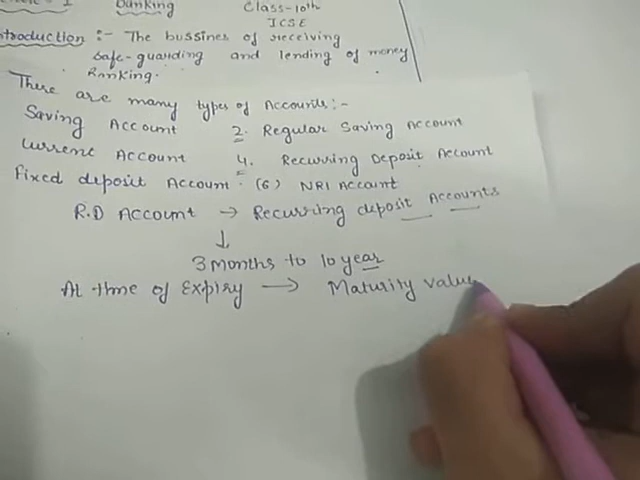 1 Banking Class-10th
ICSE
Introduction :- The bussines of receiving
safe-guarding and lending of money
Banking.
There are many types of Accounts:-
Saving Account 2. Regular Saving Account
Current Account 4. Recurring Deposit Account
Fixed deposit Account. (6) NRI Account
R.D Account → Recurring deposit Accounts
↓
3 Months to 10 year
At time of Expiry → Maturity value